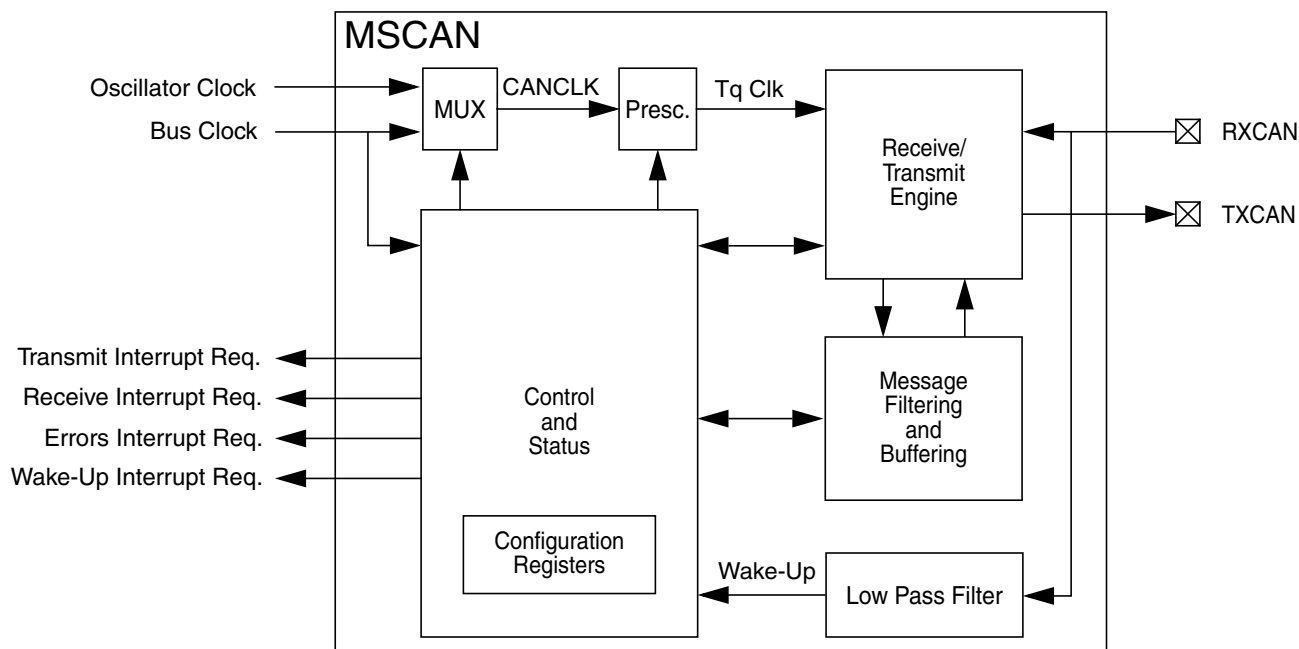 MSCAN
Oscillator Clock
Bus Clock
MUX
CANCLK
Presc.
Tq Clk
Receive/
Transmit
Engine
RXCAN
TXCAN
Transmit Interrupt Req.
Receive Interrupt Req.
Errors Interrupt Req.
Wake-Up Interrupt Req.
Control
and
Status
Message
Filtering
and
Buffering
Configuration
Registers
Wake-Up
Low Pass Filter